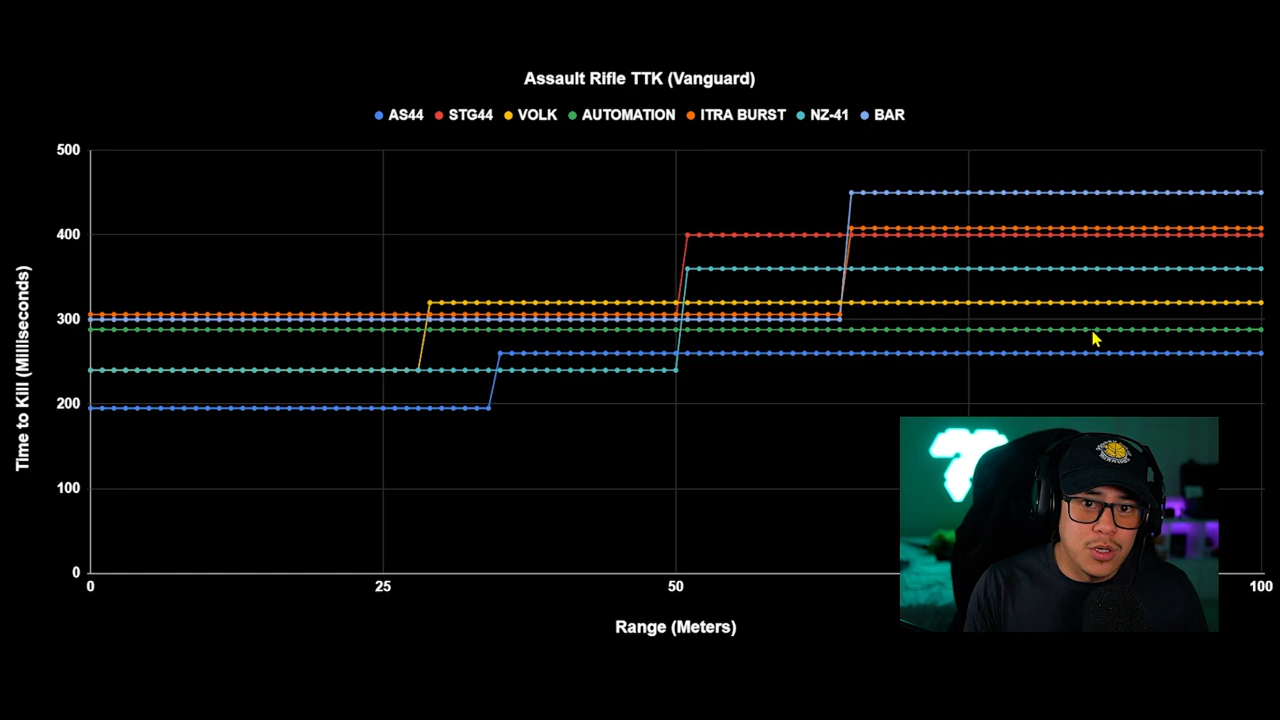 Assault Rifle TTK (Vanguard)
AS44 STG44 VOLK AUTOMATION ITRA BURST NZ-41 BAR
500
400
300
200
100
0
Time to Kill (Milliseconds)
0 25 50 100
Range (Meters)